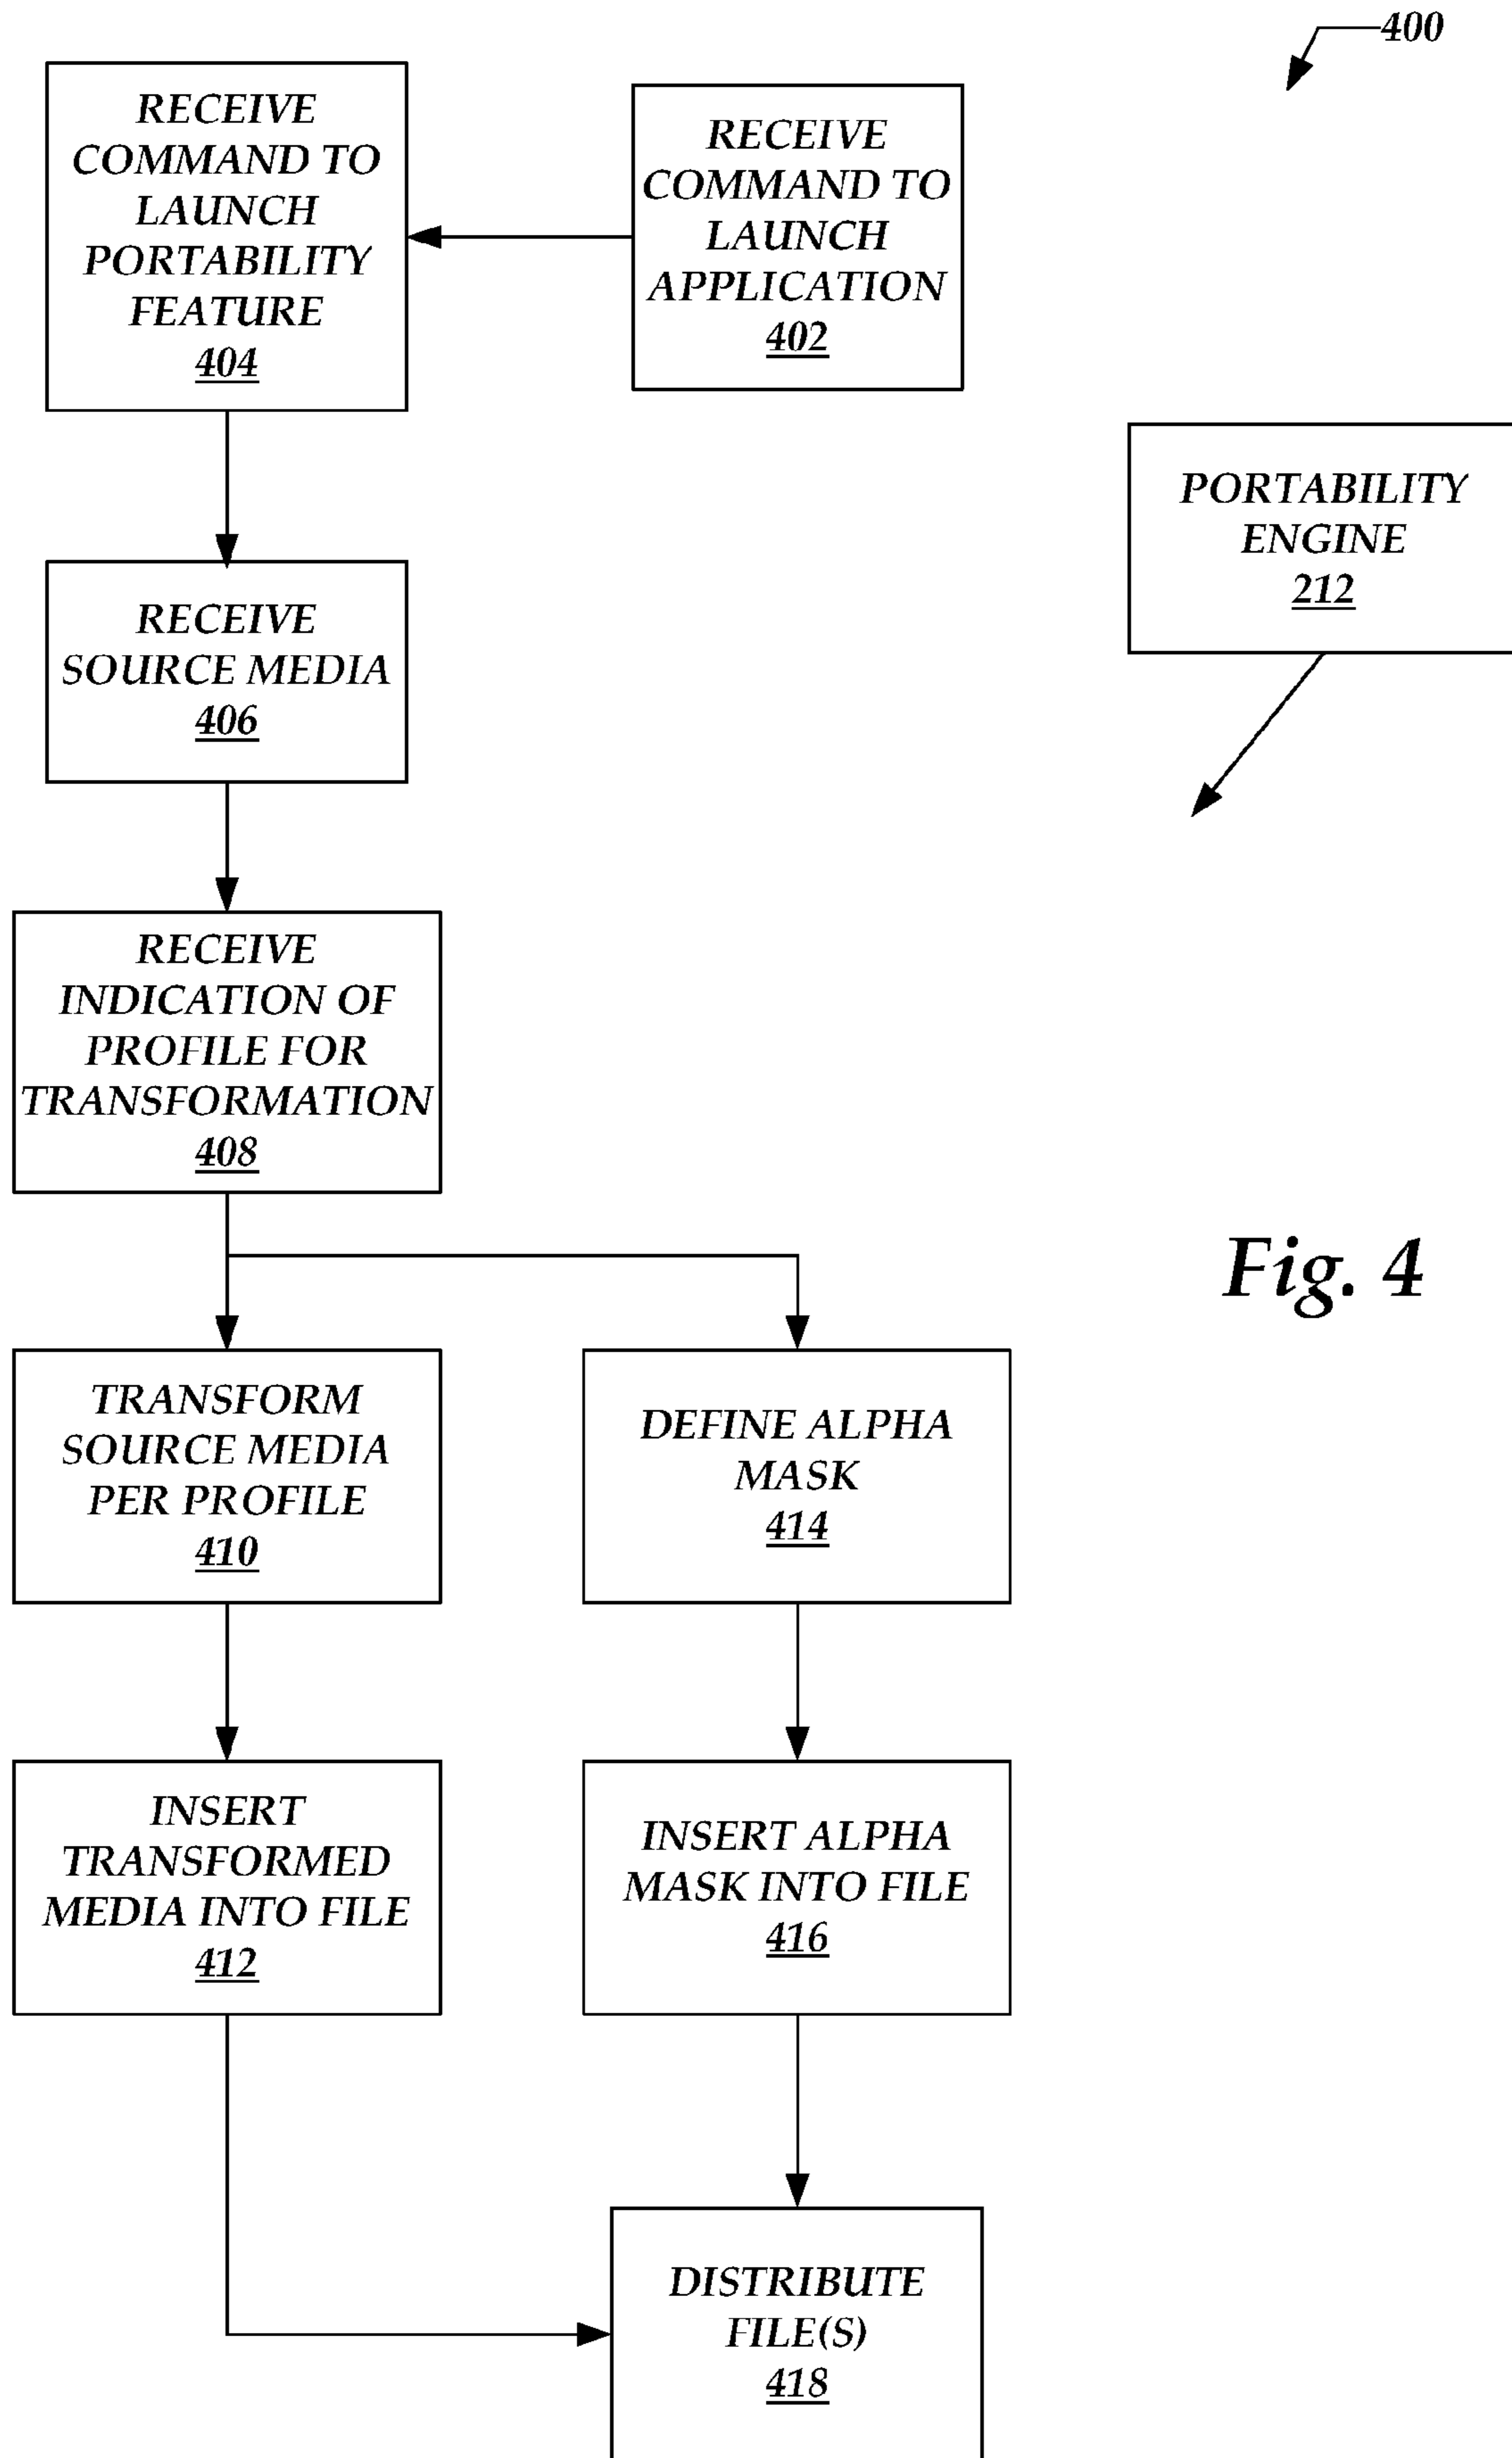 400
RECEIVE
COMMAND TO
LAUNCH
PORTABILITY
FEATURE
404
RECEIVE
COMMAND TO
LAUNCH
APPLICATION
402
PORTABILITY
ENGINE
212
RECEIVE
SOURCE MEDIA
406
RECEIVE
INDICATION OF
PROFILE FOR
TRANSFORMATION
408
Fig. 4
TRANSFORM
SOURCE MEDIA
PER PROFILE
410
DEFINE ALPHA
MASK
414
INSERT
TRANSFORMED
MEDIA INTO FILE
412
INSERT ALPHA
MASK INTO FILE
416
DISTRIBUTE
FILE(S)
418